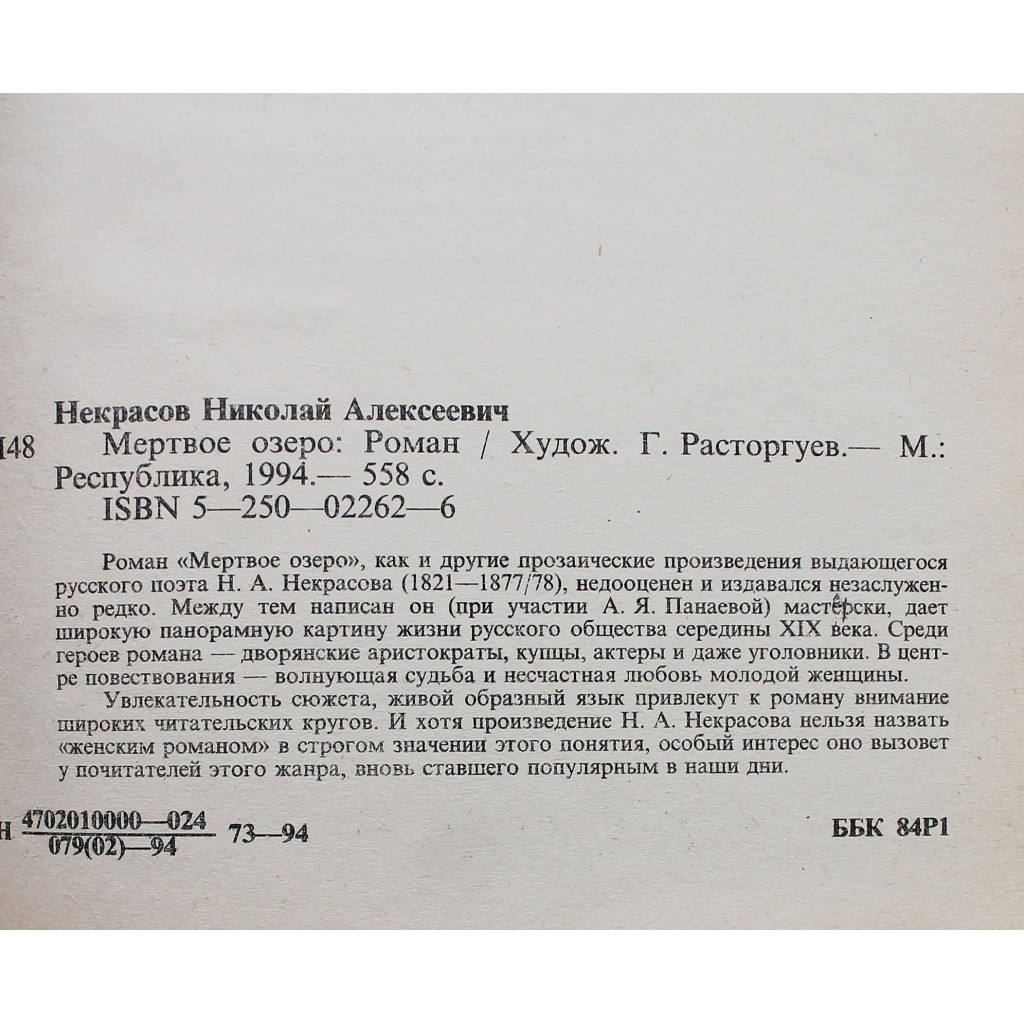 Некрасов Николай Алексеевич
Н48 Мертвое озеро: Роман / Худож. Г. Расторгуев.— М.:
Республика, 1994.— 558 с.
ISBN 5—250—02262—6
Роман «Мертвое озеро», как и другие прозаические произведения выдающегося
русского поэта Н. А. Некрасова (1821—1877/78), недооценен и издавался незаслужен-
но редко. Между тем написан он (при участии А. Я. Панаевой) мастерски, дает
широкую панорамную картину жизни русского общества середины XIX века. Среди
героев романа — дворянские аристократы, купцы, актеры и даже уголовники. В цент-
ре повествования — волнующая судьба и несчастная любовь молодой женщины.
Увлекательность сюжета, живой образный язык привлекут к роману внимание
широких читательских кругов. И хотя произведение Н. А. Некрасова нельзя назвать
«женским романом» в строгом значении этого понятия, особый интерес оно вызовет
у почитателей этого жанра, вновь ставшего популярным в наши дни.
4702010000—024
Н 73—94 ББК 84Р1
079(02)—94